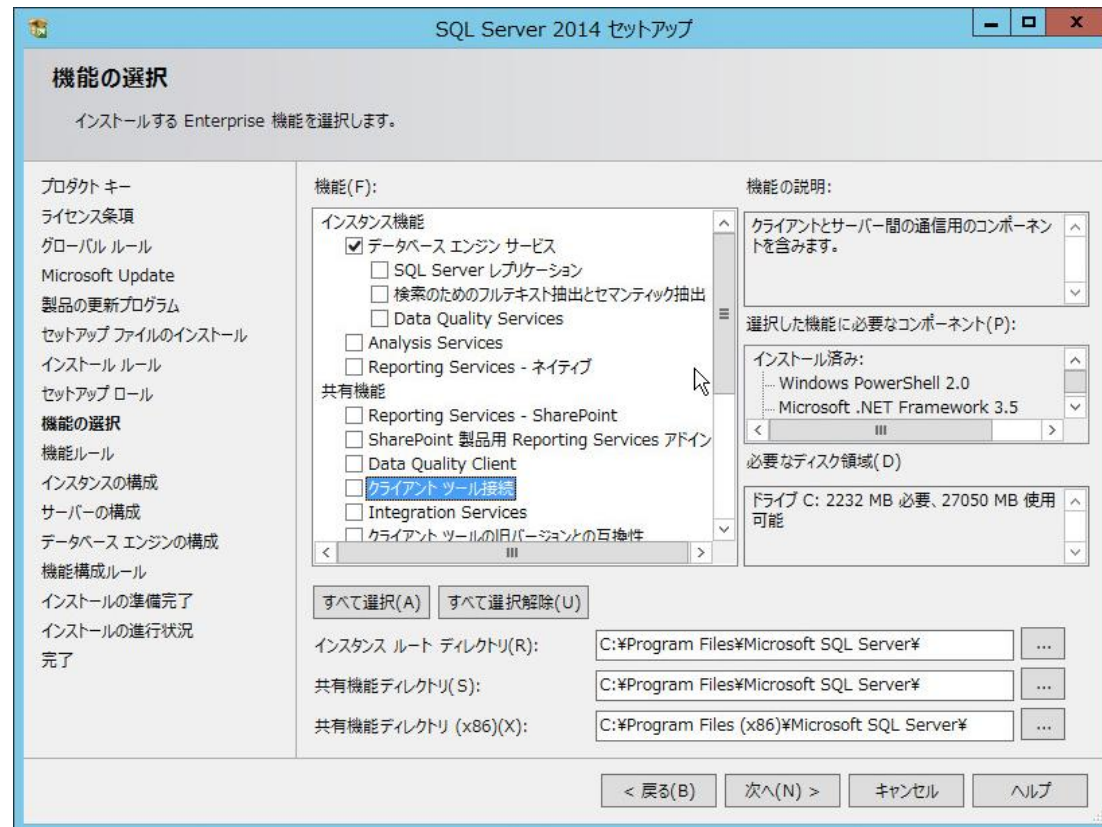 SQL Server 2014 セットアップ
機能の選択
インストールする Enterprise 機能を選択します。
プロダクト キー
ライセンス条項
グローバル ルール
Microsoft Update
製品の更新プログラム
セットアップ ファイルのインストール
インストール ルール
セットアップ ロール
機能の選択
機能ルール
インスタンスの構成
サーバーの構成
データベース エンジンの構成
機能構成ルール
インストールの準備完了
インストールの進行状況
完了
機能(F):
インスタンス機能
データベース エンジン サービス
SQL Server レプリケーション
検索のためのフルテキスト抽出とセマンティック抽出
Data Quality Services
Analysis Services
Reporting Services - ネイティブ
共有機能
Reporting Services - SharePoint
SharePoint 製品用 Reporting Services アドイン
Data Quality Client
クライアント ツール接続
Integration Services
クライアント ツールの旧バージョンとの互換性
機能の説明:
クライアントとサーバー間の通信用のコンポーネン
トを含みます。
選択した機能に必要なコンポーネント(P):
インストール済み:
Windows PowerShell 2.0
Microsoft .NET Framework 3.5
必要なディスク領域(D)
ドライブ C: 2232 MB 必要、27050 MB 使用
可能
すべて選択(A)
すべて選択解除(U)
インスタンス ルート ディレクトリ(R):
C:¥Program Files¥Microsoft SQL Server¥
...
共有機能ディレクトリ(S):
C:¥Program Files¥Microsoft SQL Server¥
...
共有機能ディレクトリ (x86)(X):
C:¥Program Files (x86)¥Microsoft SQL Server¥
...
< 戻る(B)
次へ(N) >
キャンセル
ヘルプ